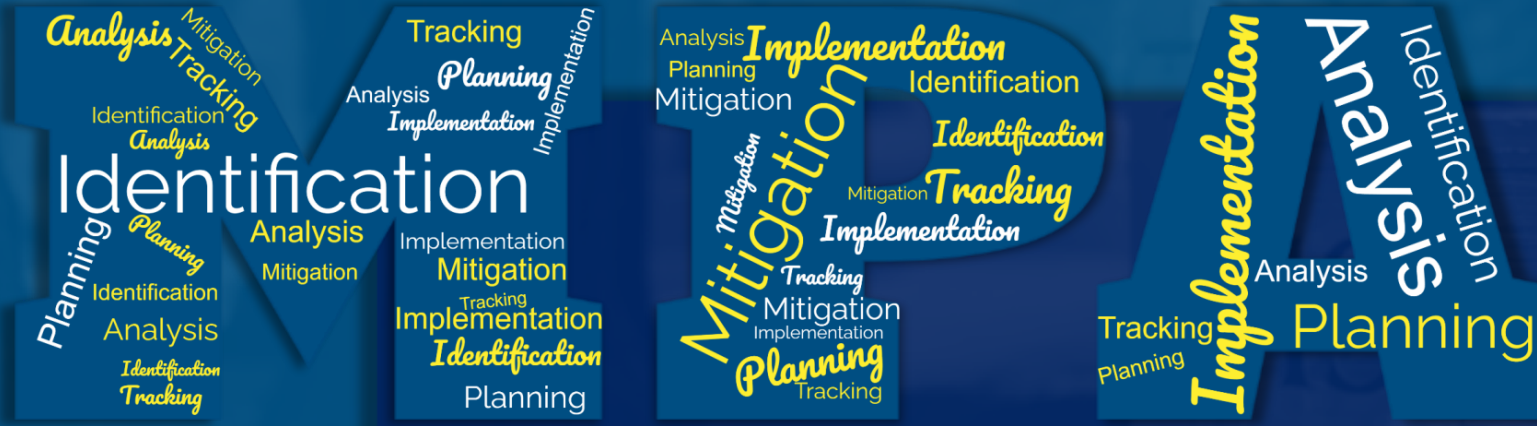 MIPA
Analysis
Mitigation
Tracking
Identification
Analysis
Identification
Planning
Planning
Analysis
Mitigation
Identification
Analysis
Identification
Tracking
Tracking
Planning
Analysis
Implementation
Implementation
Implementation
Mitigation
Tracking
Implementation
Identification
Planning
Analysis
Implementation
Planning
Mitigation
Identification
Mitigation
Identification
Mitigation
Mitigation
Tracking
Implementation
Tracking
Mitigation
Implementation
Planning
Tracking
Implementation
Analysis
Identification
Analysis
Tracking
Planning
Planning